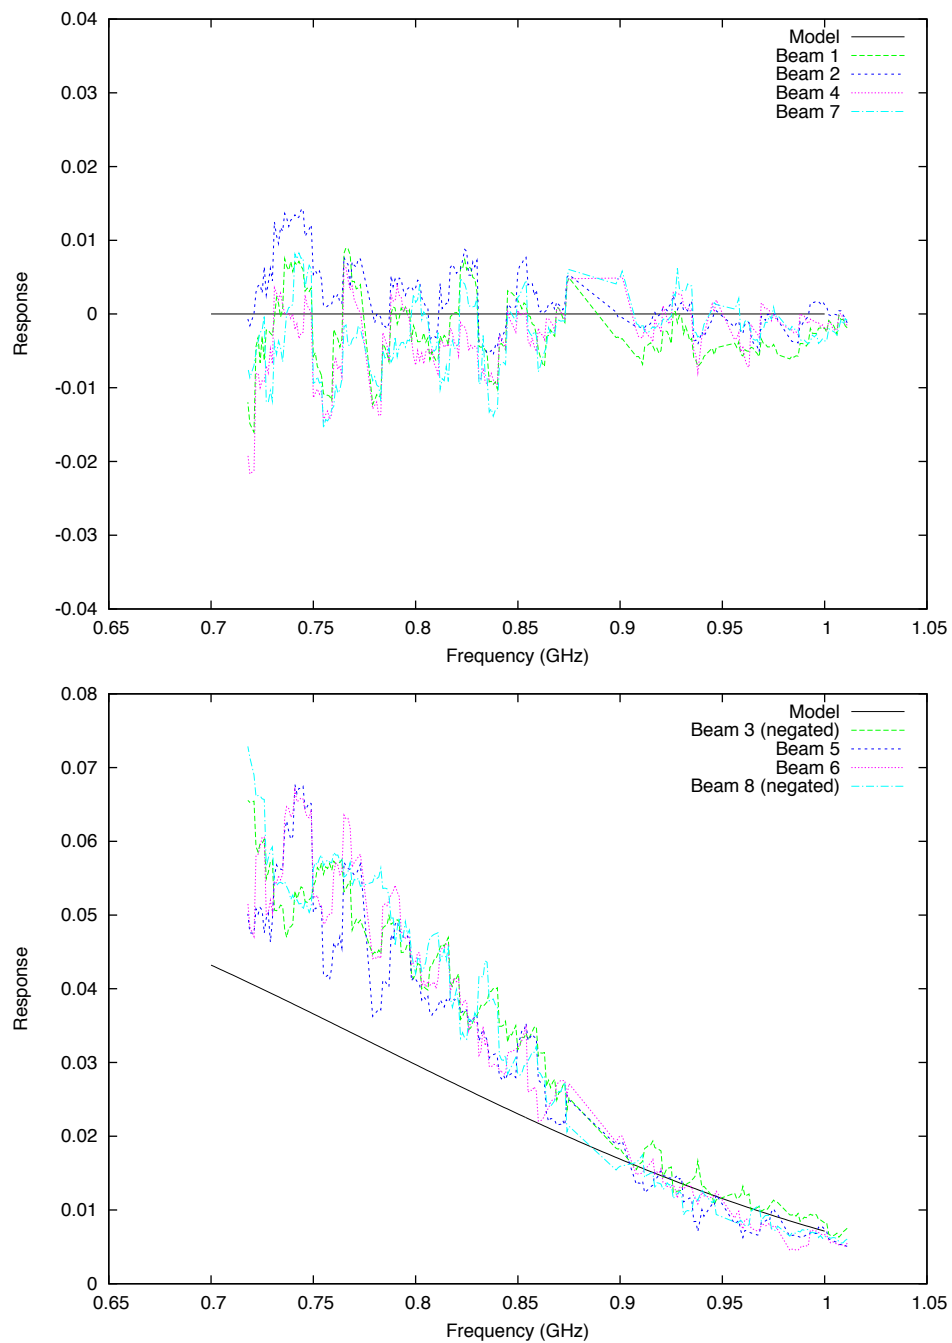 0.04
0.03
0.02
0.01
0
-0.01
-0.02
-0.03
-0.04
Response
Model
Beam 1
Beam 2
Beam 4
Beam 7
0.65 0.7 0.75 0.8 0.85 0.9 0.95 1 1.05
Frequency (GHz)
0.08
0.07
0.06
0.05
0.04
0.03
0.02
0.01
0
Response
Model
Beam 3 (negated)
Beam 5
Beam 6
Beam 8 (negated)
0.65 0.7 0.75 0.8 0.85 0.9 0.95 1 1.05
Frequency (GHz)